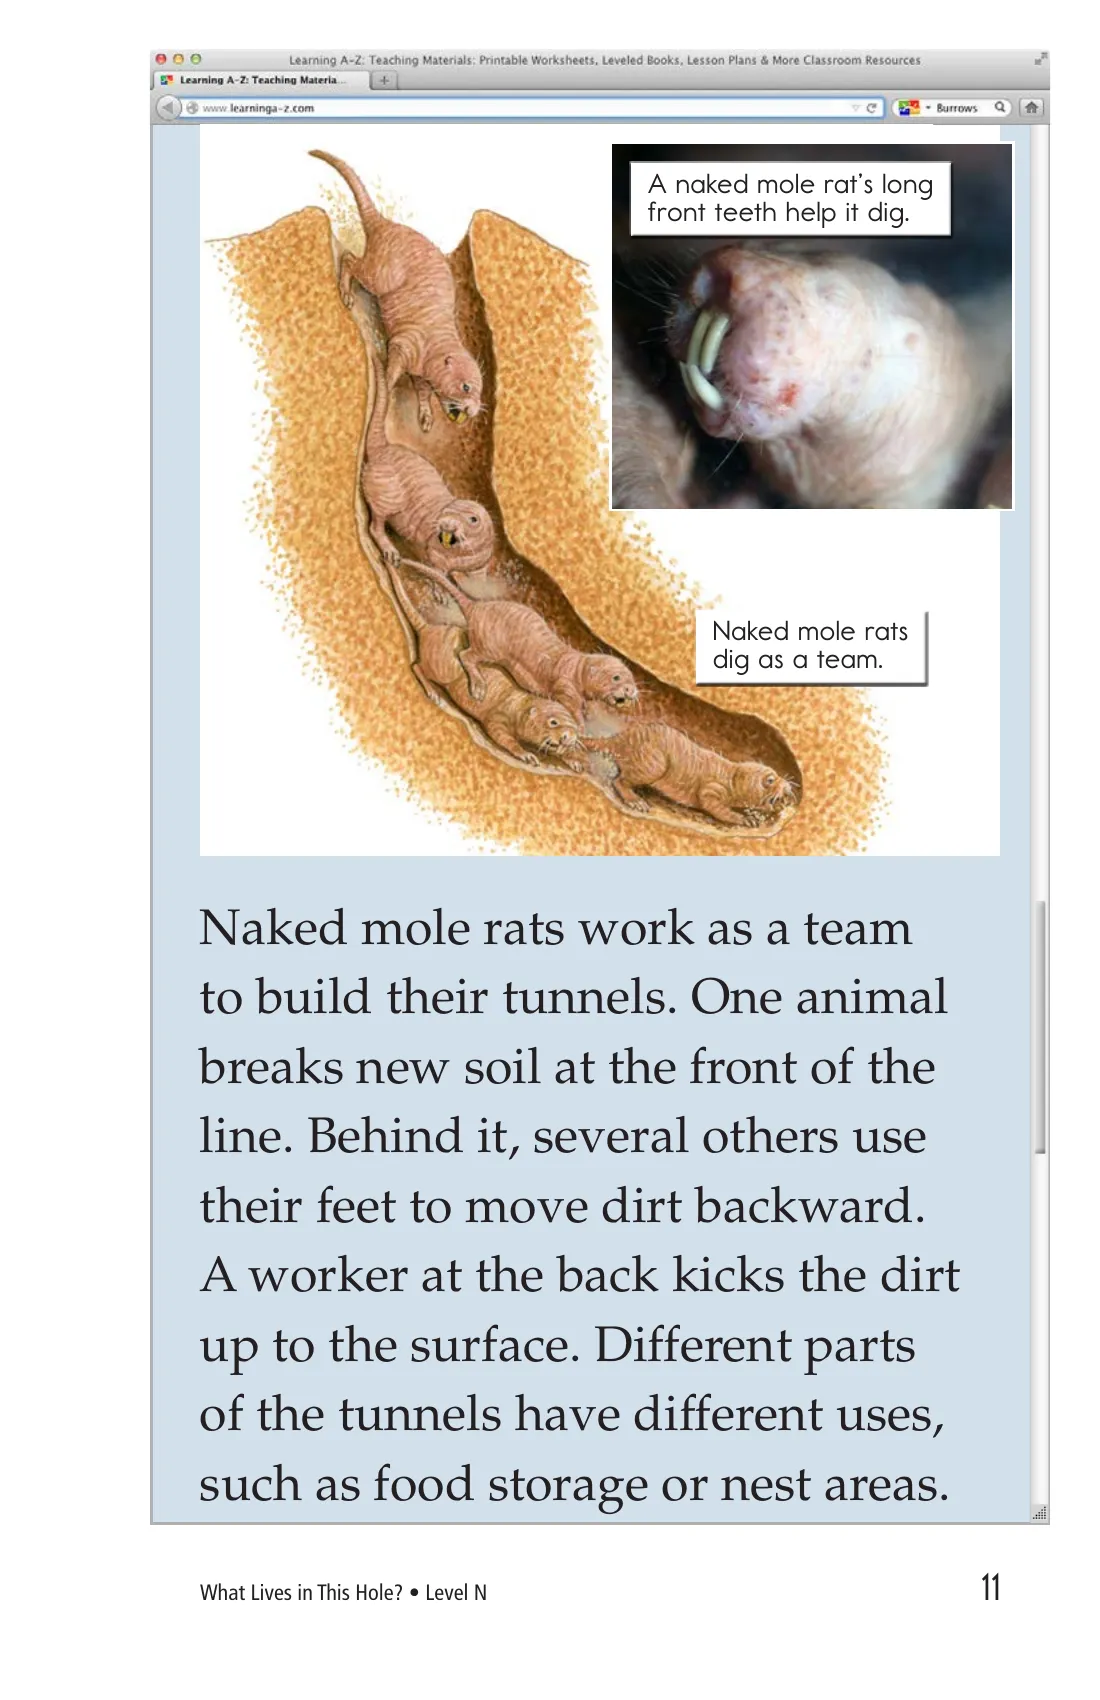 Learning A-Z: Teaching Materials: Printable Worksheets, Leveled Books, Lesson Plans & More Classroom Resources
Learning A-Z: Teaching Materia...
www.learninga-z.com
Burrows
A naked mole rat's long
front teeth help it dig.
Naked mole rats
dig as a team.
Naked mole rats work as a team
to build their tunnels. One animal
breaks new soil at the front of the
line. Behind it, several others use
their feet to move dirt backward.
A worker at the back kicks the dirt
up to the surface. Different parts
of the tunnels have different uses,
such as food storage or nest areas.
What Lives in This Hole? • Level N
11